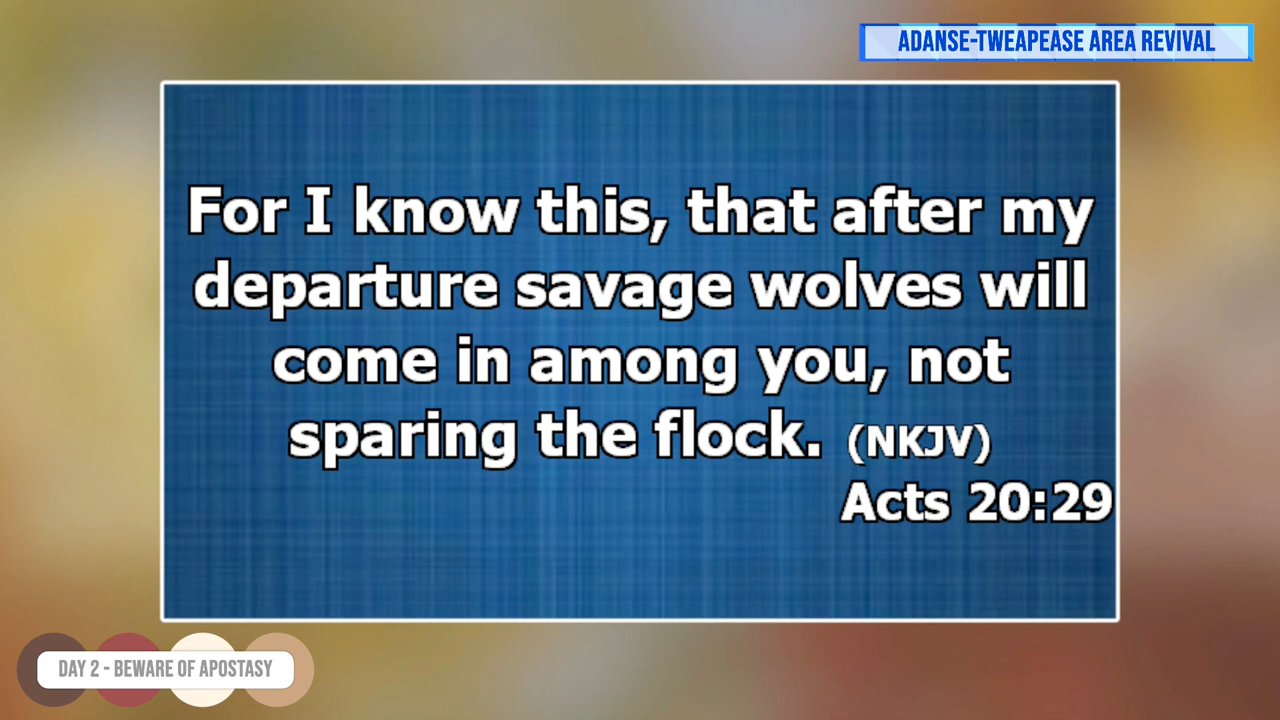 ADANSE-TWEAPEASE AREA REVIVAL
For I know this, that after my
departure savage wolves will
come in among you, not
sparing the flock. (NKJV)
Acts 20:29
DAY 2 - BEWARE OF APOSTASY